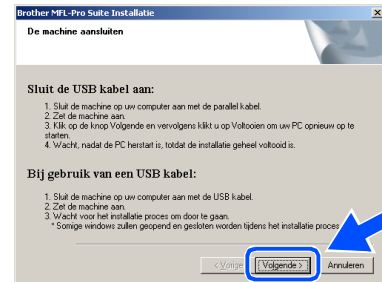 Brother MFL-Pro Suite Installatie
De machine aansluiten
Sluit de USB kabel aan:
1. Sluit de machine op uw computer aan met de parallel kabel.
2. Zet de machine aan.
3. Klik op de knop Volgende en vervolgens klikt u op Voltooien om uw PC opnieuw op te
starten.
4. Wacht, nadat de PC herstart is, totdat de installatie geheel voltooid is.
Bij gebruik van een USB kabel:
1. Sluit de machine op uw computer aan met de USB kabel.
2. Zet de machine aan.
3. Wacht voor het installatie proces om door te gaan.
* Somige windows zullen geopend en gesloten worden tijdens het installatie proces
< Vorige Volgende > Annuleren